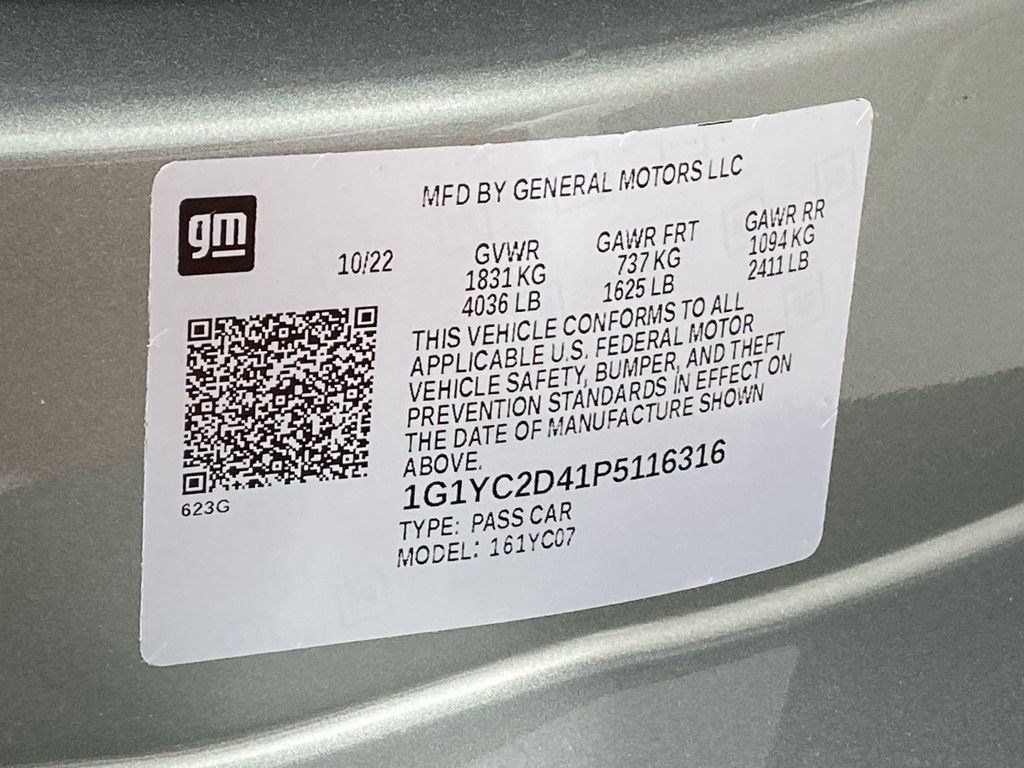 MFD BY GENERAL MOTORS LLC
gm
10/22
GVWR
1831 KG
4036 LB
GAWR FRT
737 KG
1625 LB
GAWR RR
1094 KG
2411 LB
THIS VEHICLE CONFORMS TO ALL
APPLICABLE U.S. FEDERAL MOTOR
VEHICLE SAFETY, BUMPER, AND THEFT
PREVENTION STANDARDS IN EFFECT ON
THE DATE OF MANUFACTURE SHOWN
ABOVE.
623G
1G1YC2D41P5116316
TYPE: PASS CAR
MODEL: 161YC07